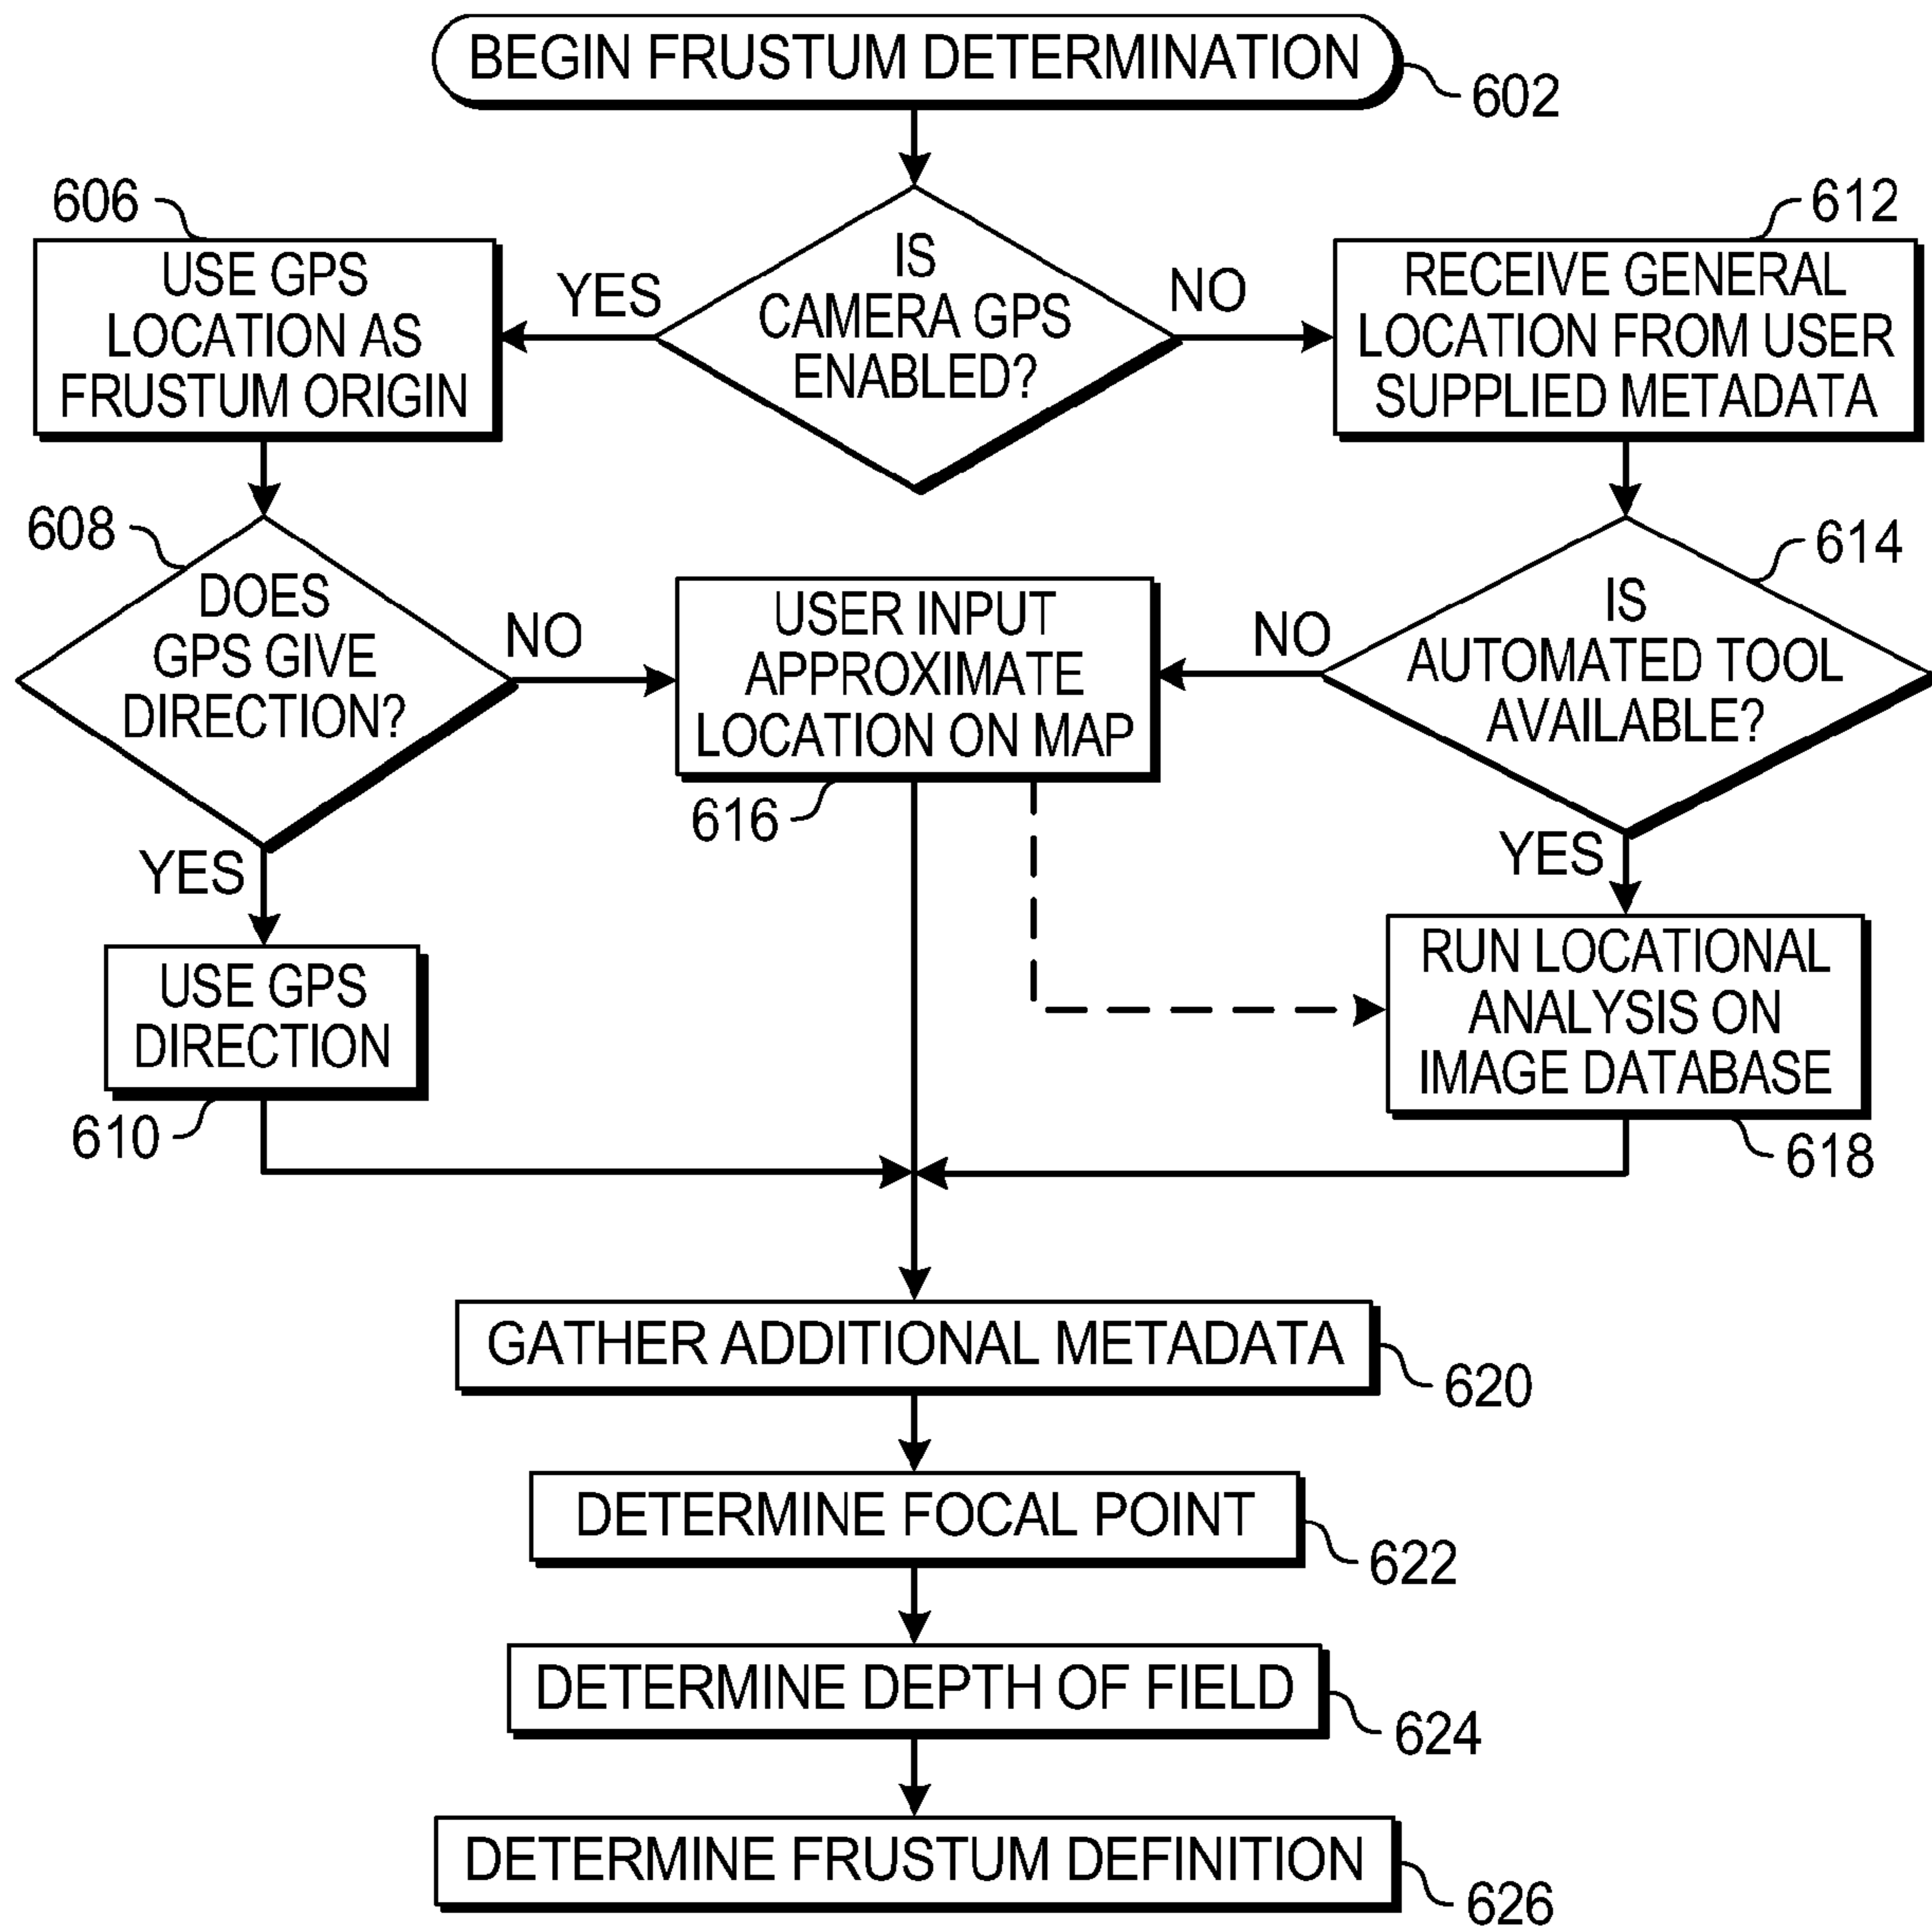 BEGIN FRUSTUM DETERMINATION
602
606
612
USE GPS
LOCATION AS
FRUSTUM ORIGIN
YES
IS
CAMERA GPS
ENABLED?
NO
RECEIVE GENERAL
LOCATION FROM USER
SUPPLIED METADATA
608
DOES
GPS GIVE
DIRECTION?
NO
USER INPUT
APPROXIMATE
LOCATION ON MAP
616
NO
614
IS
AUTOMATED TOOL
AVAILABLE?
YES
YES
USE GPS
DIRECTION
610
RUN LOCATIONAL
ANALYSIS ON
IMAGE DATABASE
618
GATHER ADDITIONAL METADATA
620
DETERMINE FOCAL POINT
622
DETERMINE DEPTH OF FIELD
624
DETERMINE FRUSTUM DEFINITION
626